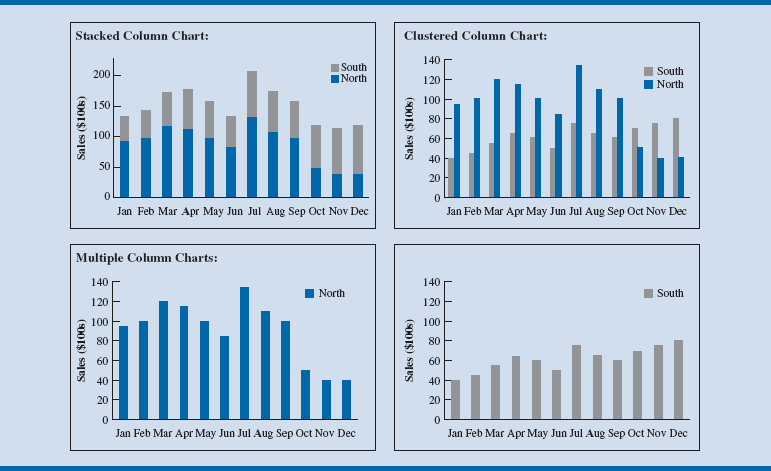 Stacked Column Chart:
South
North
200
150
100
50
0
Sales ($100s)
Jan Feb Mar Apr May Jun Jul Aug Sep Oct Nov Dec
Clustered Column Chart:
South
North
140
120
100
80
60
40
20
0
Sales ($100s)
Jan Feb Mar Apr May Jun Jul Aug Sep Oct Nov Dec
Multiple Column Charts:
North
140
120
100
80
60
40
20
0
Sales ($100s)
Jan Feb Mar Apr May Jun Jul Aug Sep Oct Nov Dec
South
140
120
100
80
60
40
20
0
Sales ($100s)
Jan Feb Mar Apr May Jun Jul Aug Sep Oct Nov Dec